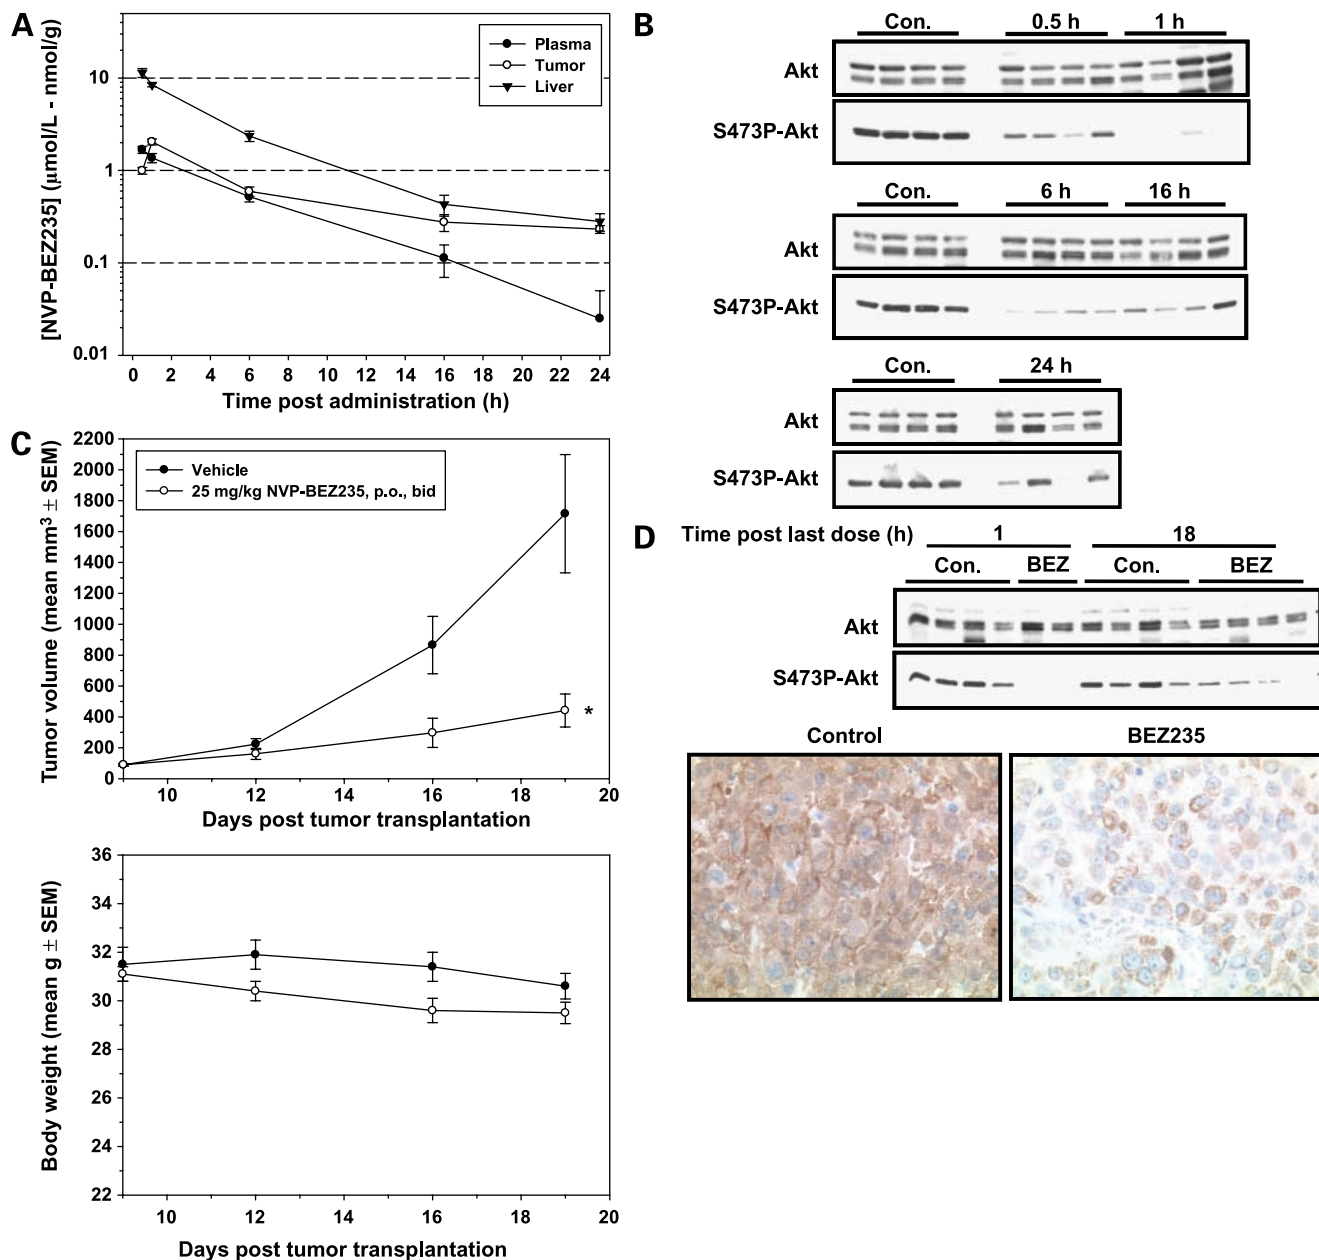 A
[NVP-BEZ235] (µmol/L - nmol/g)
10
1
0.1
0.01
Plasma
Tumor
Liver
0 2 4 6 8 10 12 14 16 18 20 22 24
Time post administration (h)
B
Con. 0.5 h 1 h
Akt
S473P-Akt
Con. 6 h 16 h
Akt
S473P-Akt
Con. 24 h
Akt
S473P-Akt
C
Tumor volume (mean mm³ ± SEM)
2200
2000
1800
1600
1400
1200
1000
800
600
400
200
0
Vehicle
25 mg/kg NVP-BEZ235, p.o., bid
*
10 12 14 16 18 20
Days post tumor transplantation
Body weight (mean g ± SEM)
36
34
32
30
28
26
24
22
10 12 14 16 18 20
Days post tumor transplantation
D
Time post last dose (h) 1 18
Con. BEZ Con. BEZ
Akt
S473P-Akt
Control BEZ235